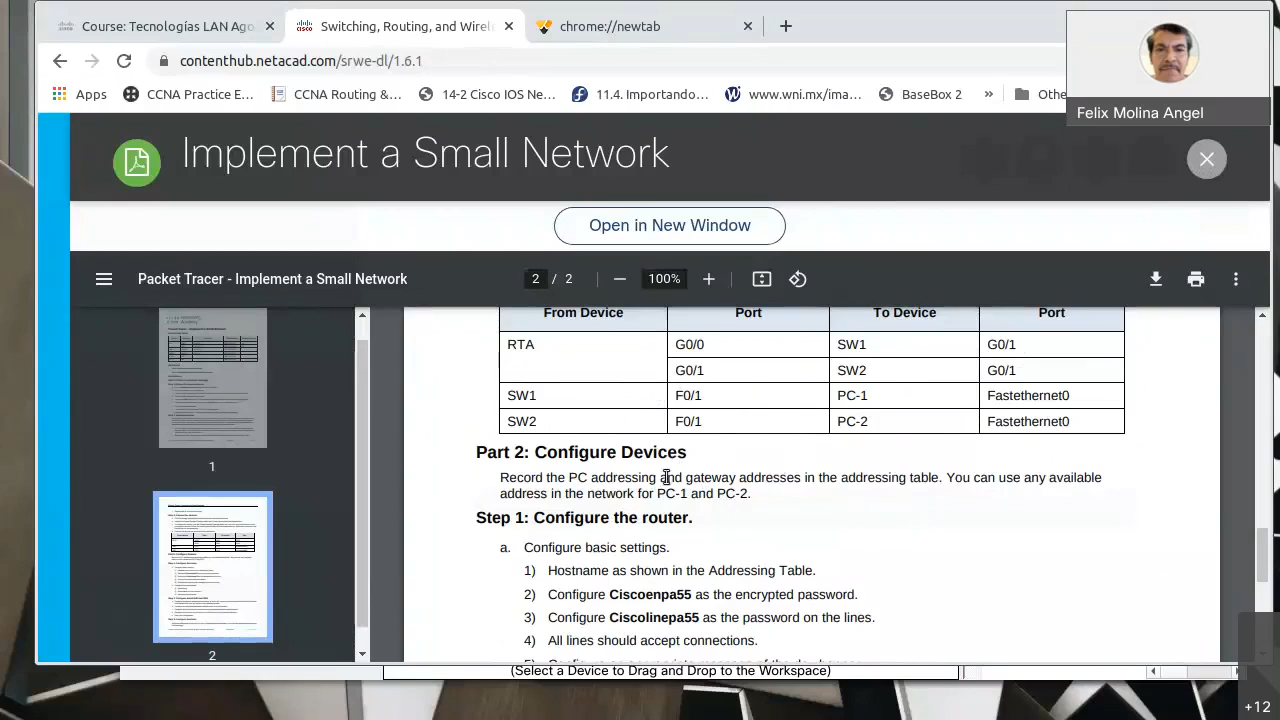 Course: Tecnologías LAN Ago
Switching, Routing, and Wirele
chrome://newtab
contenthub.netacad.com/srwe-dl/1.6.1
Apps
CCNA Practice E...
CCNA Routing &...
14-2 Cisco IOS Ne...
11.4. Importando...
www.wni.mx/ima...
BaseBox 2
»
Othe
Felix Molina Angel
Implement a Small Network
Open in New Window
Packet Tracer - Implement a Small Network
2 / 2
100%
From Device Port To Device Port
RTA G0/0 SW1 G0/1
G0/1 SW2 G0/1
SW1 F0/1 PC-1 Fastethernet0
SW2 F0/1 PC-2 Fastethernet0
1
2
Part 2: Configure Devices
Record the PC addressing and gateway addresses in the addressing table. You can use any available
address in the network for PC-1 and PC-2.
Step 1: Configure the router.
a. Configure basic settings.
1) Hostname as shown in the Addressing Table.
2) Configure Ciscoenpa55 as the encrypted password.
3) Configure Ciscolinepa55 as the password on the lines.
4) All lines should accept connections.
(Select a Device to Drag and Drop to the Workspace)
+12